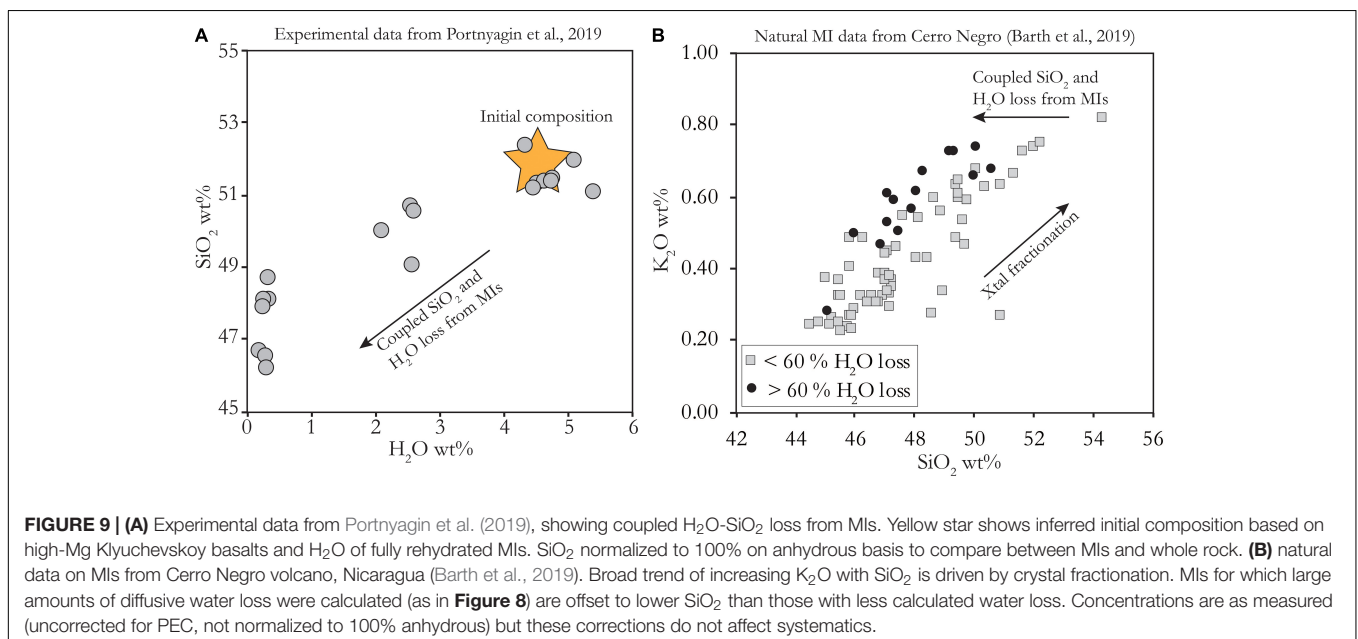 A
Experimental data from Portnyagin et al., 2019
55
53
51
49
47
45
SiO₂ wt%
Initial composition
Coupled SiO₂ and
H₂O loss from MIs
0 1 2 3 4 5 6
H₂O wt%
B
Natural MI data from Cerro Negro (Barth et al., 2019)
1.00
0.80
0.60
0.40
0.20
0.00
K₂O wt%
Coupled SiO₂ and
H₂O loss from MIs
Xtal fractionation
< 60 % H₂O loss
> 60 % H₂O loss
42 44 46 48 50 52 54 56
SiO₂ wt%
FIGURE 9 | (A) Experimental data from Portnyagin et al. (2019), showing coupled H₂O-SiO₂ loss from MIs. Yellow star shows inferred initial composition based on
high-Mg Klyuchevskoy basalts and H₂O of fully rehydrated MIs. SiO₂ normalized to 100% on anhydrous basis to compare between MIs and whole rock. (B) natural
data on MIs from Cerro Negro volcano, Nicaragua (Barth et al., 2019). Broad trend of increasing K₂O with SiO₂ is driven by crystal fractionation. MIs for which large
amounts of diffusive water loss were calculated (as in Figure 8) are offset to lower SiO₂ than those with less calculated water loss. Concentrations are as measured
(uncorrected for PEC, not normalized to 100% anhydrous) but these corrections do not affect systematics.